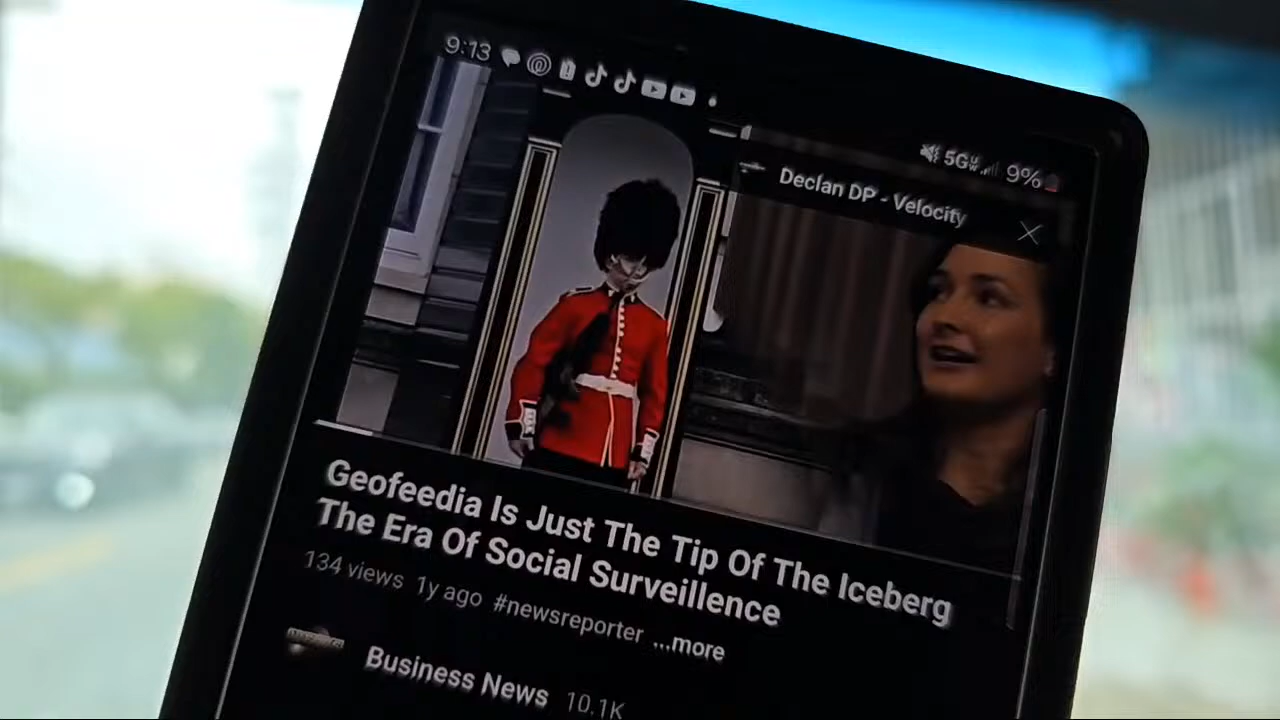 9:13
5G
9%
Declan DP - Velocity
Geofeedia Is Just The Tip Of The Iceberg
The Era Of Social Surveillence
134 views 1y ago #newsreporter ...more
Business News 10.1K